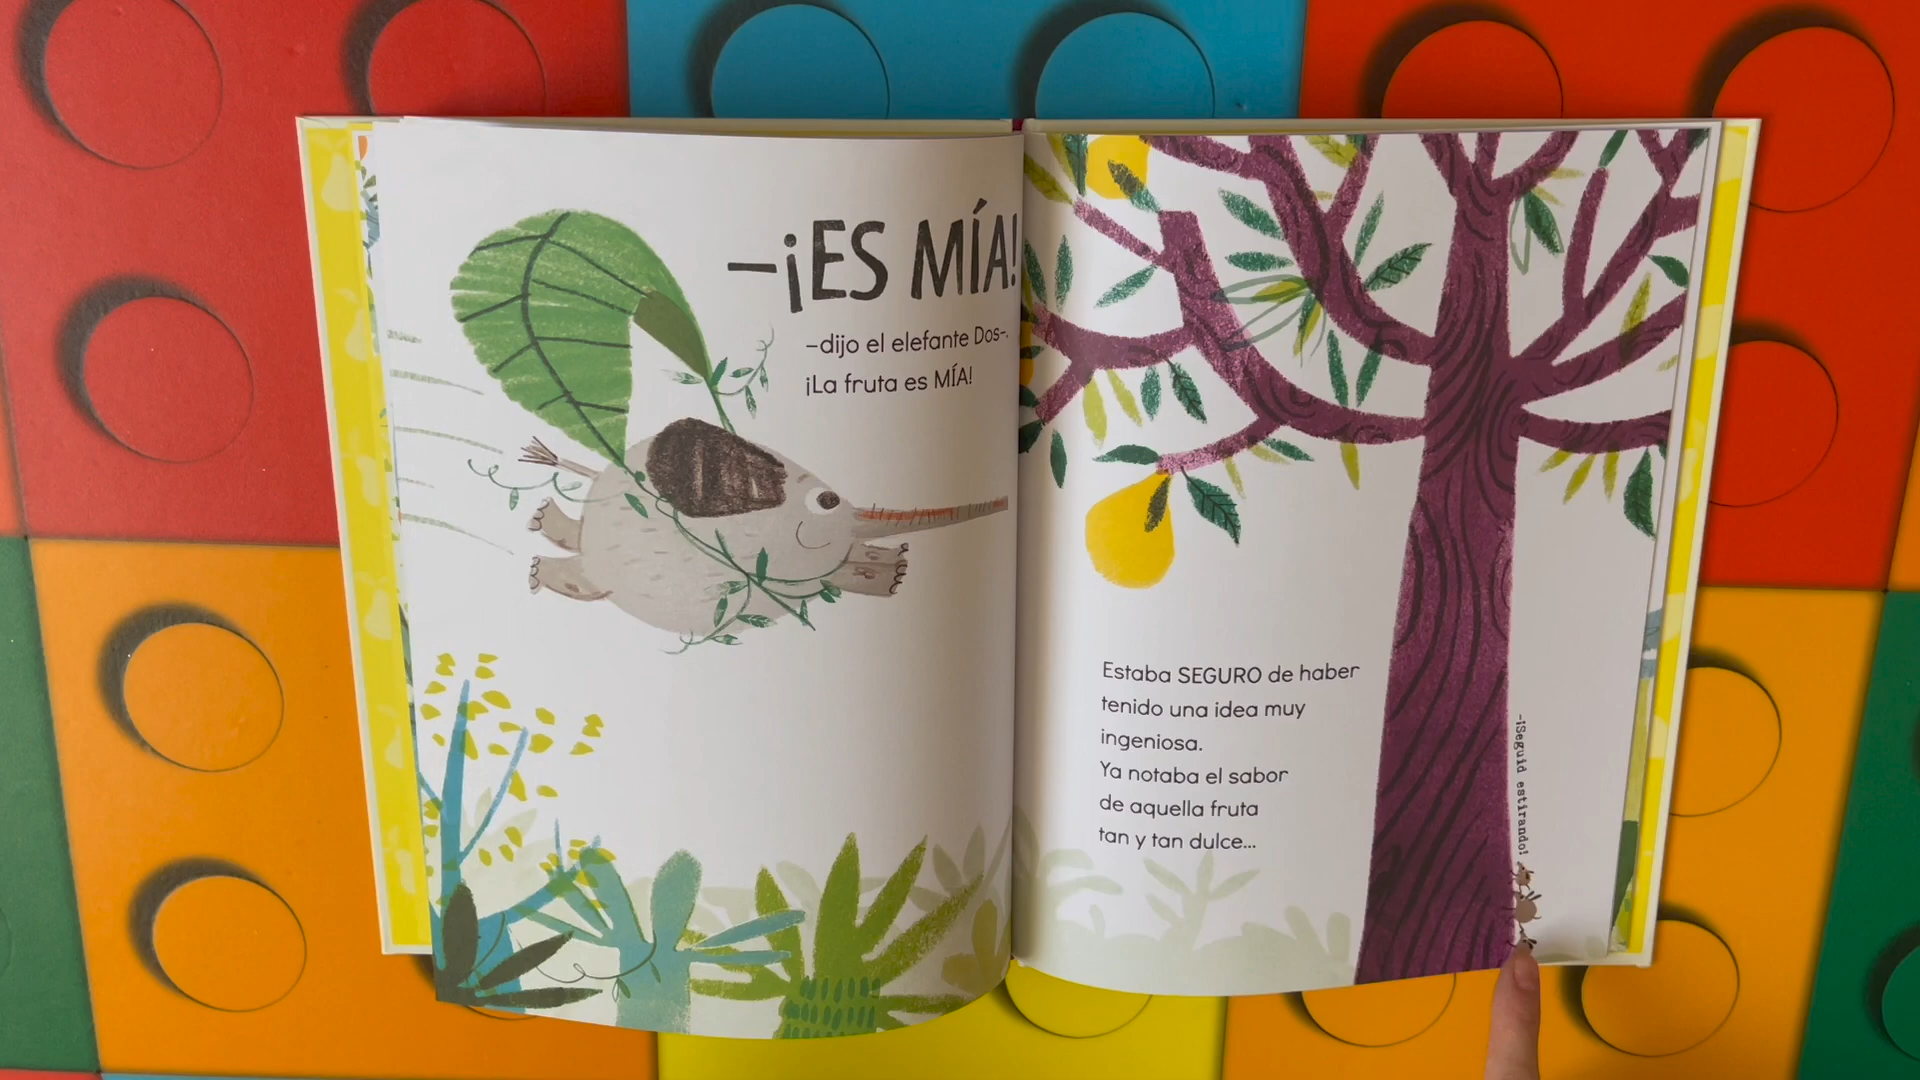 –¡ES MÍA!
–dijo el elefante Dos–.
¡La fruta es MÍA!
Estaba SEGURO de haber
tenido una idea muy
ingeniosa.
Ya notaba el sabor
de aquella fruta
tan y tan dulce...
–¡Seguid estirando!